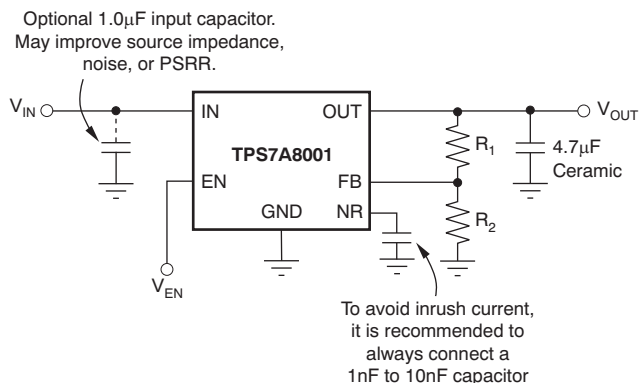 Optional 1.0μF input capacitor.
May improve source impedance,
noise, or PSRR.
V_IN
IN
OUT
V_OUT
TPS7A8001
R_1
4.7μF
Ceramic
EN
FB
GND
NR
R_2
V_EN
To avoid inrush current,
it is recommended to
always connect a
1nF to 10nF capacitor